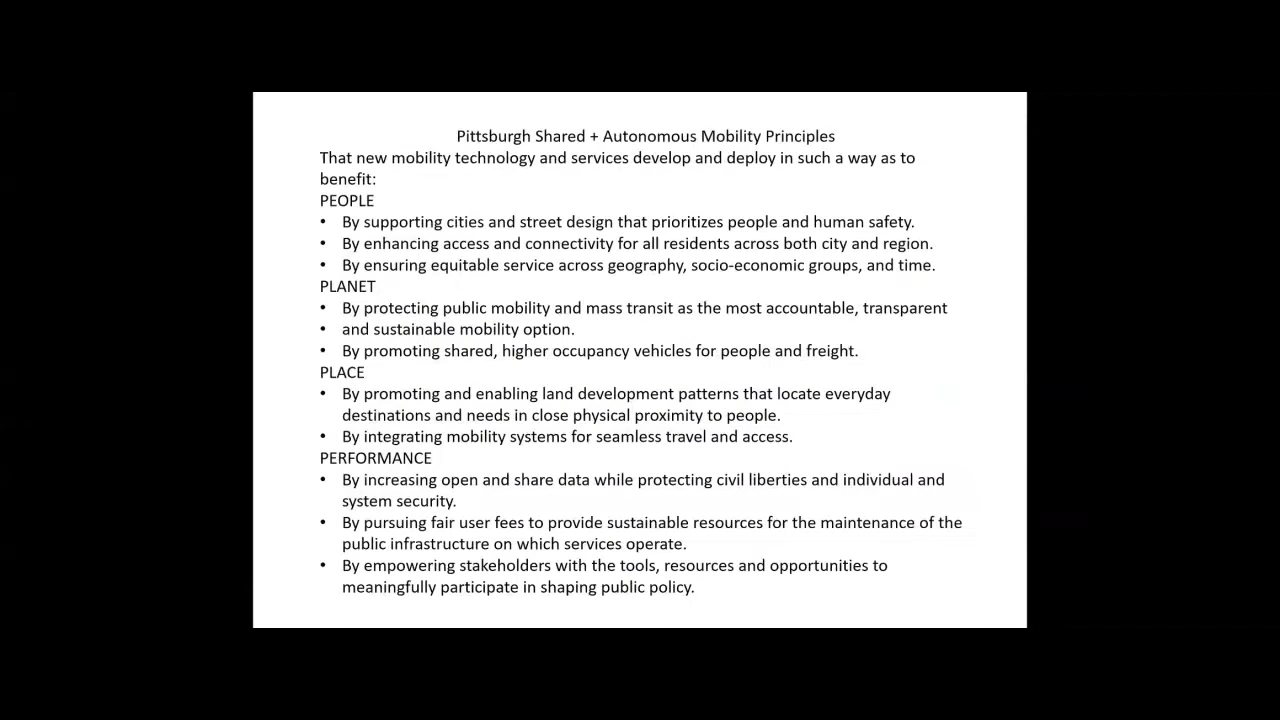 Pittsburgh Shared + Autonomous Mobility Principles
That new mobility technology and services develop and deploy in such a way as to
benefit:
PEOPLE
• By supporting cities and street design that prioritizes people and human safety.
• By enhancing access and connectivity for all residents across both city and region.
• By ensuring equitable service across geography, socio-economic groups, and time.
PLANET
• By protecting public mobility and mass transit as the most accountable, transparent
• and sustainable mobility option.
• By promoting shared, higher occupancy vehicles for people and freight.
PLACE
• By promoting and enabling land development patterns that locate everyday
destinations and needs in close physical proximity to people.
• By integrating mobility systems for seamless travel and access.
PERFORMANCE
• By increasing open and share data while protecting civil liberties and individual and
system security.
• By pursuing fair user fees to provide sustainable resources for the maintenance of the
public infrastructure on which services operate.
• By empowering stakeholders with the tools, resources and opportunities to
meaningfully participate in shaping public policy.